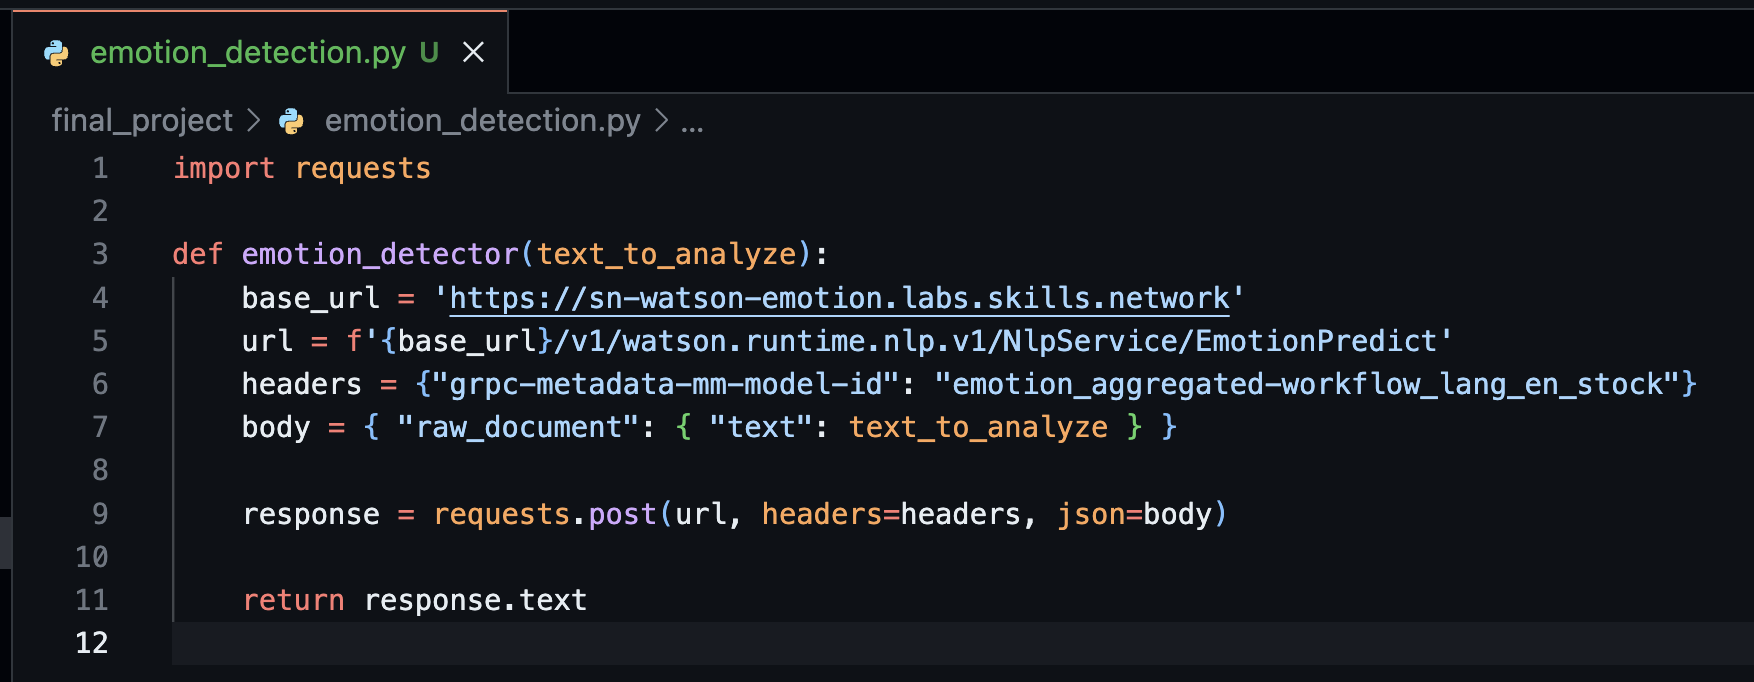 emotion_detection.py U
final_project > emotion_detection.py > ...
1 import requests
2
3 def emotion_detector(text_to_analyze):
4     base_url = 'https://sn-watson-emotion.labs.skills.network'
5     url = f'{base_url}/v1/watson.runtime.nlp.v1/NlpService/EmotionPredict'
6     headers = {"grpc-metadata-mm-model-id": "emotion_aggregated-workflow_lang_en_stock"}
7     body = { "raw_document": { "text": text_to_analyze } }
8
9     response = requests.post(url, headers=headers, json=body)
10
11     return response.text
12